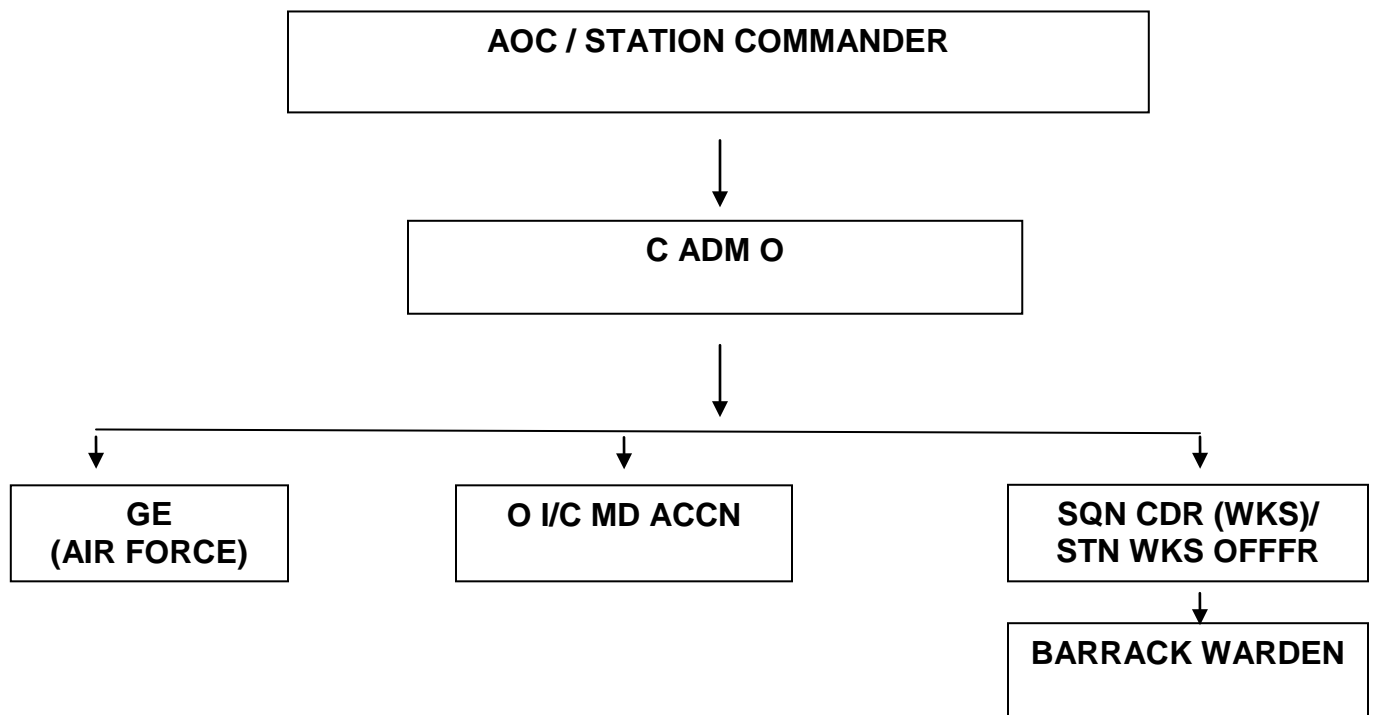 AOC / STATION COMMANDER
C ADM O
GE
(AIR FORCE)
O I/C MD ACCN
SQN CDR (WKS)/
STN WKS OFFFR
BARRACK WARDEN